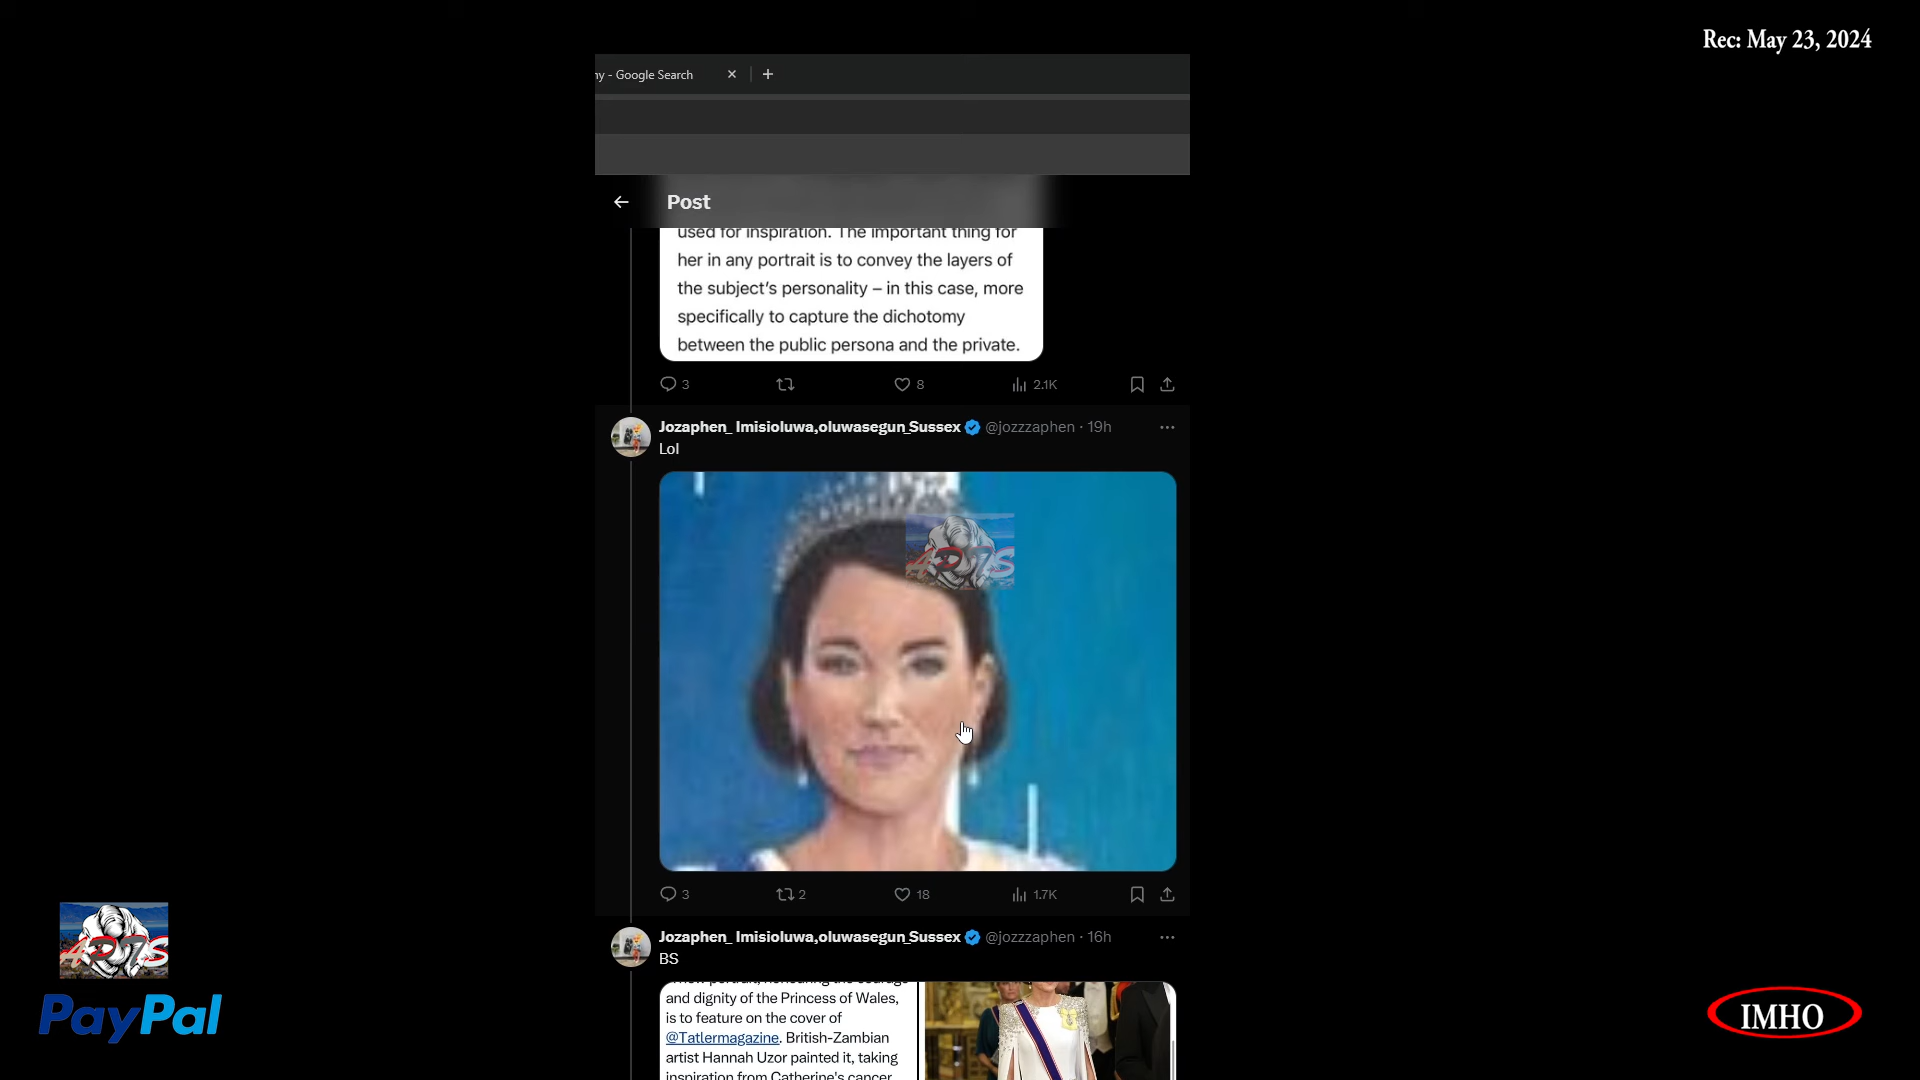 Rec: May 23, 2024
ny - Google Search
Post
used for inspiration. The important thing for
her in any portrait is to convey the layers of
the subject's personality – in this case, more
specifically to capture the dichotomy
between the public persona and the private.
3
8
2.1K
Jozaphen_ Imisioluwa,oluwasegun_Sussex @jozzzaphen · 19h
Lol
3
2
18
1.7K
Jozaphen_ Imisioluwa,oluwasegun_Sussex @jozzzaphen · 16h
BS
and dignity of the Princess of Wales,
is to feature on the cover of
@Tatlermagazine. British-Zambian
artist Hannah Uzor painted it, taking
inspiration from Catherine's cancer
PayPal
IMHO